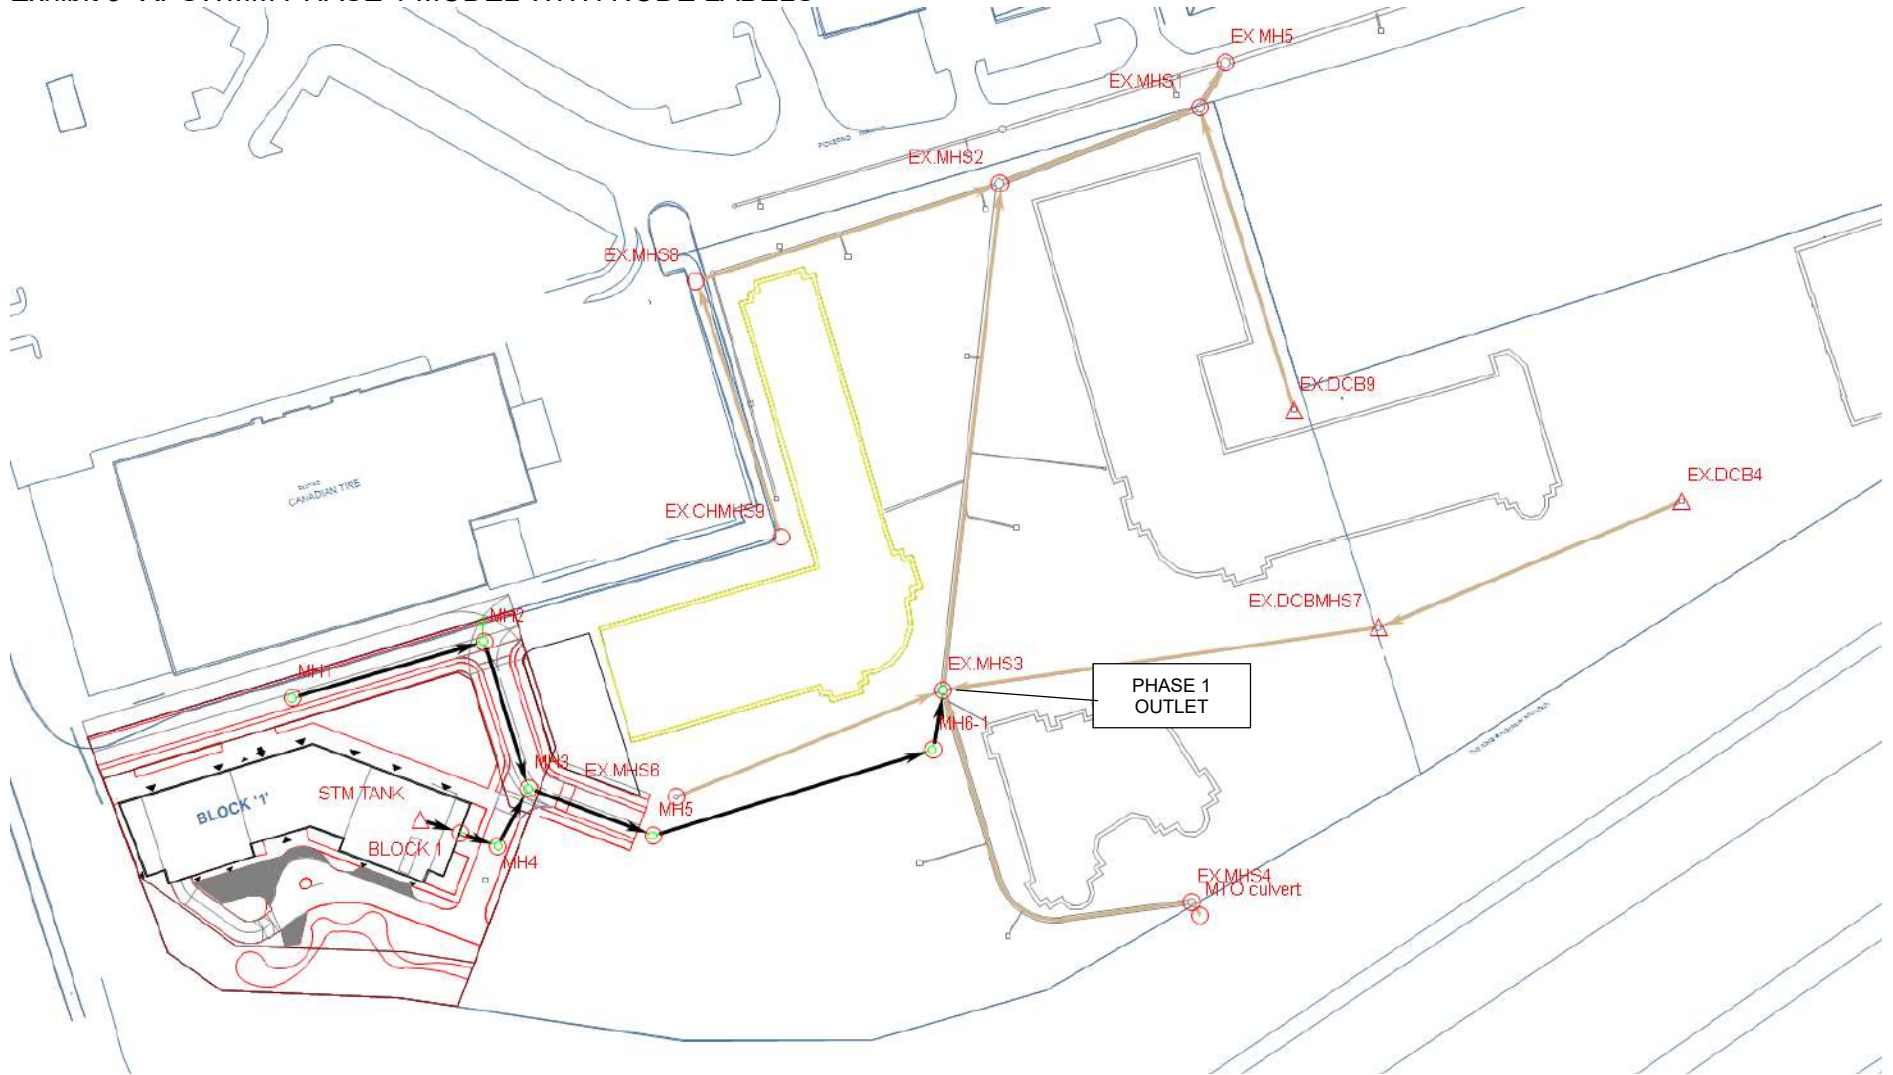 EX MH5
EX.MHS1
EX.MHS2
EX.MHS8
EX.DCB9
EX.DCB4
CANADIAN TIRE
EX.CHMHS9
EX.DCBMHS7
MH2
EX.MHS3
PHASE 1
OUTLET
MH1
MH6-1
MH3
EX.MHS6
STM TANK
MH5
BLOCK '1'
BLOCK 1
MH4
EX.MHS4
MTO culvert